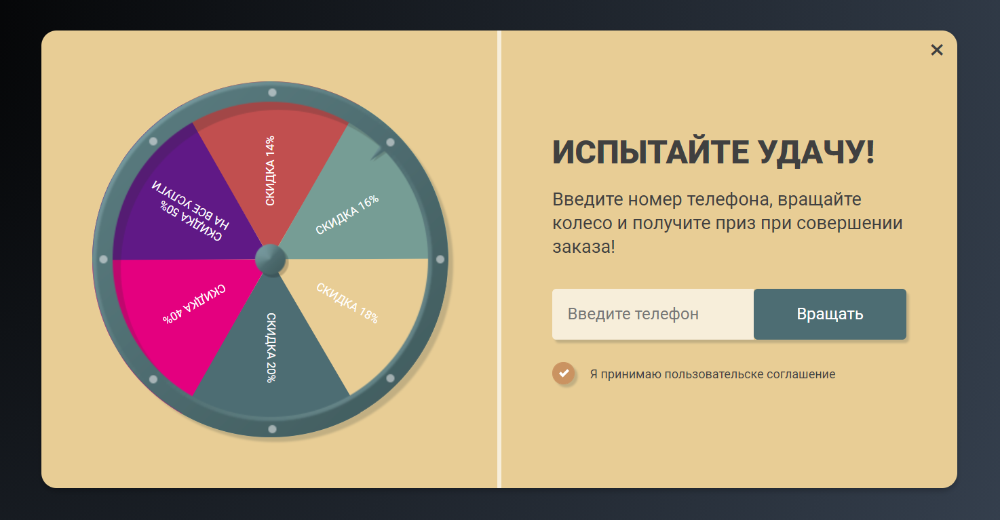 СКИДКА 14%
СКИДКА 16%
СКИДКА 18%
СКИДКА 20%
СКИДКА 40%
СКИДКА 50%
НА ВСЕ УСЛУГИ
ИСПЫТАЙТЕ УДАЧУ!
Введите номер телефона, вращайте
колесо и получите приз при совершении
заказа!
Введите телефон
Вращать
Я принимаю пользовательске соглашение